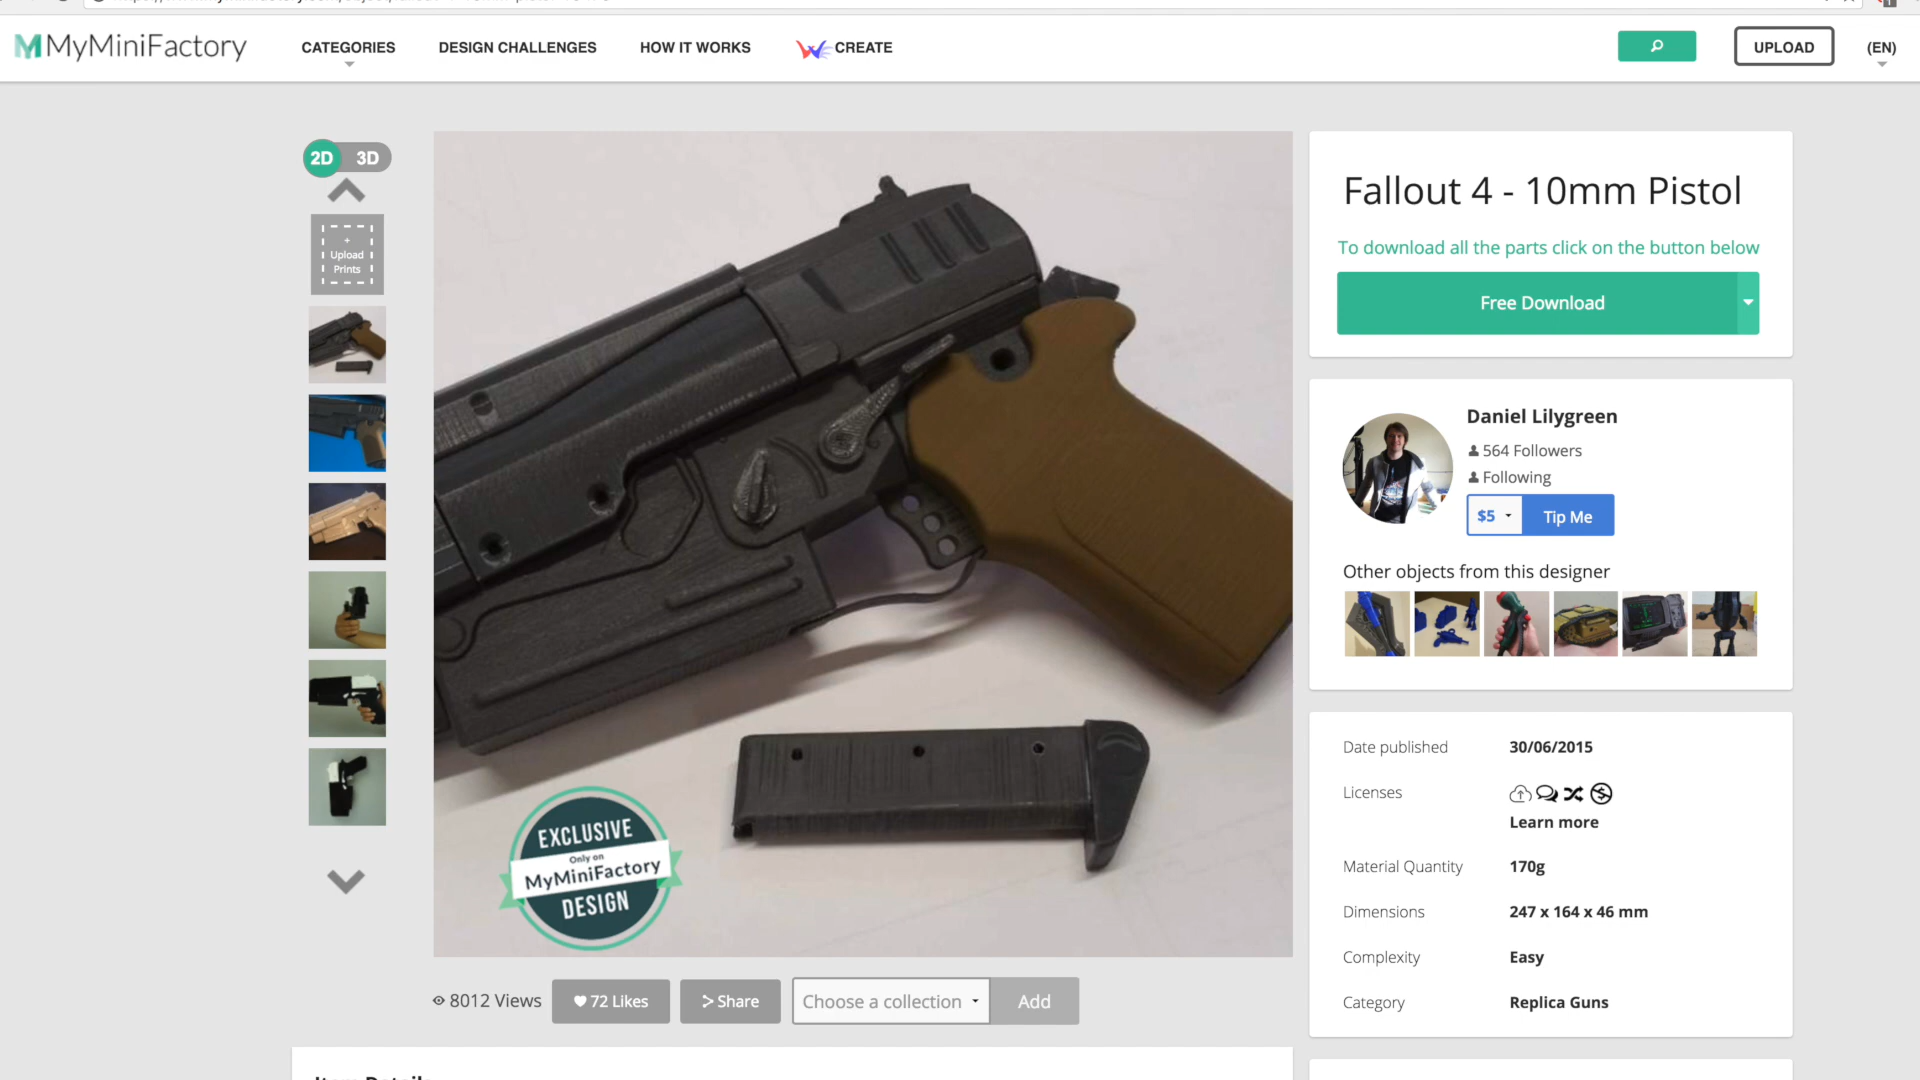 MyMiniFactory
CATEGORIES
DESIGN CHALLENGES
HOW IT WORKS
CREATE
UPLOAD
(EN)
2D 3D
+
Upload
Prints
EXCLUSIVE
Only on
MyMiniFactory
DESIGN
8012 Views
72 Likes
Share
Choose a collection
Add
Fallout 4 - 10mm Pistol
To download all the parts click on the button below
Free Download
Daniel Lilygreen
564 Followers
Following
$5
Tip Me
Other objects from this designer
Date published 30/06/2015
Licenses
Learn more
Material Quantity 170g
Dimensions 247 x 164 x 46 mm
Complexity Easy
Category Replica Guns